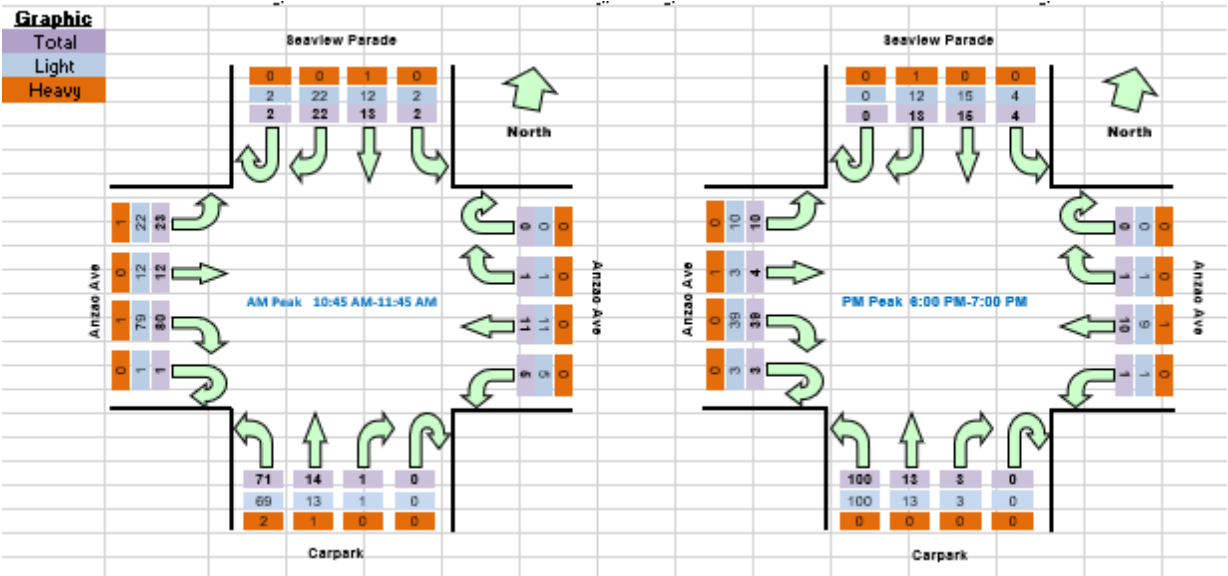 Graphic
Total
Light
Heavy
Seaview Parade
0 0 1 0
2 22 12 2
2 22 13 2
North
Anzac Ave
1 22 23
0 12 12
1 79 80
0 1 1
AM Peak 10:45 AM-11:45 AM
0 0 0
1 1 0
11 11 0
5 5 0
Anzac Ave
71 14 1 0
69 13 1 0
2 1 0 0
Carpark
Seaview Parade
0 1 0 0
0 12 15 4
0 13 15 4
North
Anzac Ave
0 10 10
1 3 4
0 39 39
0 3 3
PM Peak 6:00 PM-7:00 PM
0 0 0
1 1 0
10 9 1
1 1 0
Anzac Ave
100 13 3 0
100 13 3 0
0 0 0 0
Carpark